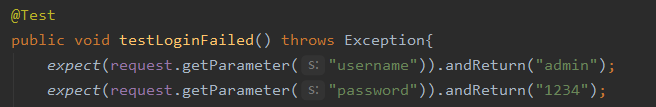 @Test
public void testLoginFailed() throws Exception{
expect(request.getParameter( s: "username")).andReturn("admin");
expect(request.getParameter( s: "password")).andReturn("1234");